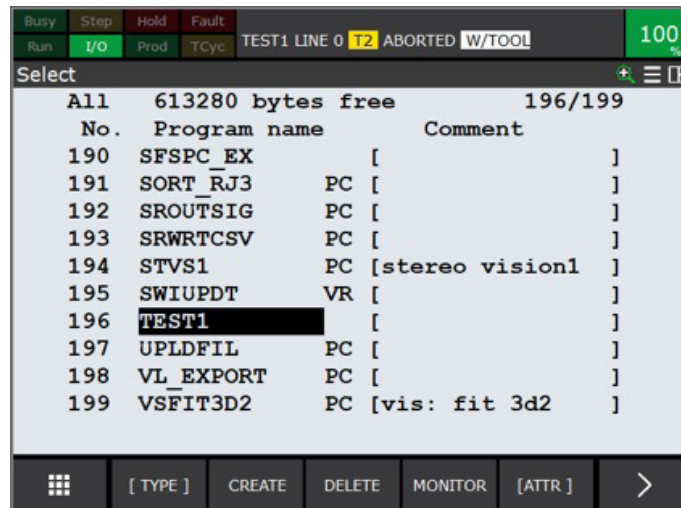 Busy Step Hold Fault
Run I/O Prod TCyc TEST1 LINE 0 T2 ABORTED W/TOOL 100 %
Select
All 613280 bytes free 196/199
No. Program name Comment
190 SFSPC_EX [ ]
191 SORT_RJ3 PC [ ]
192 SROUTSIG PC [ ]
193 SRWRTCSV PC [ ]
194 STVS1 PC [stereo vision1 ]
195 SWIUPDT VR [ ]
196 TEST1 [ ]
197 UPLDFIL PC [ ]
198 VL_EXPORT PC [ ]
199 VSFIT3D2 PC [vis: fit 3d2 ]
[ TYPE ] CREATE DELETE MONITOR [ATTR ] >